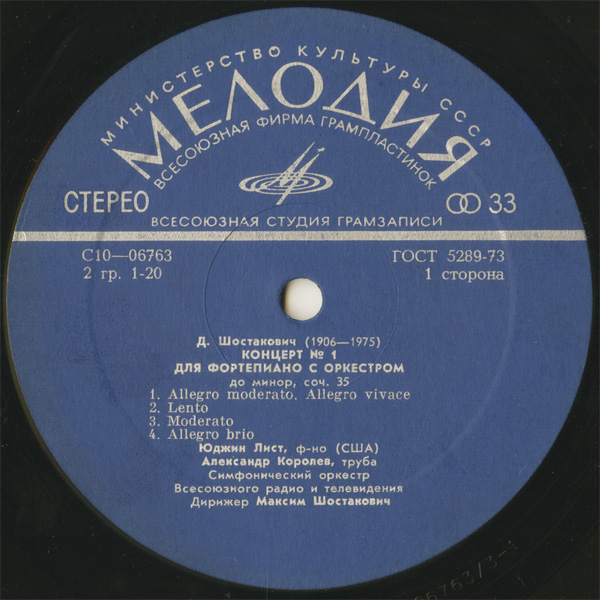 МИНИСТЕРСТВО КУЛЬТУРЫ СССР
МЕЛОДИЯ
ВСЕСОЮЗНАЯ ФИРМА ГРАМПЛАСТИНОК
СТЕРЕО
33
ВСЕСОЮЗНАЯ СТУДИЯ ГРАМЗАПИСИ
С10—06763
ГОСТ 5289-73
2 гр. 1-20
1 сторона
Д. Шостакович (1906—1975)
КОНЦЕРТ № 1
ДЛЯ ФОРТЕПИАНО С ОРКЕСТРОМ
до минор, соч. 35
1. Allegro moderato. Allegro vivace
2. Lento
3. Moderato
4. Allegro brio
Юджин Лист, ф-но (США)
Александр Королев, труба
Симфонический оркестр
Всесоюзного радио и телевидения
Дирижер Максим Шостакович